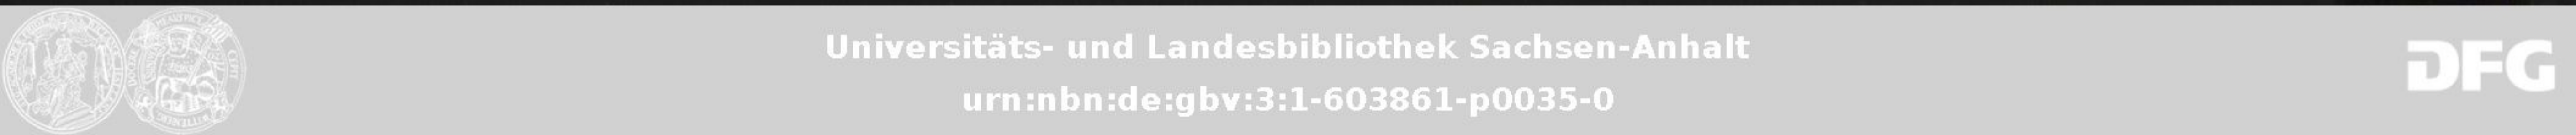 Universitäts- und Landesbibliothek Sachsen-Anhalt
urn:nbn:de:gbv:3:1-603861-p0035-0
DFG